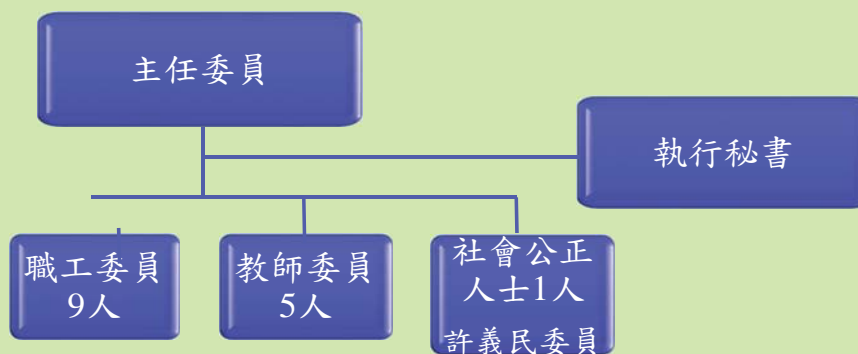 主任委員
執行秘書
職工委員
9人
教師委員
5人
社會公正
人士1人
許義民委員